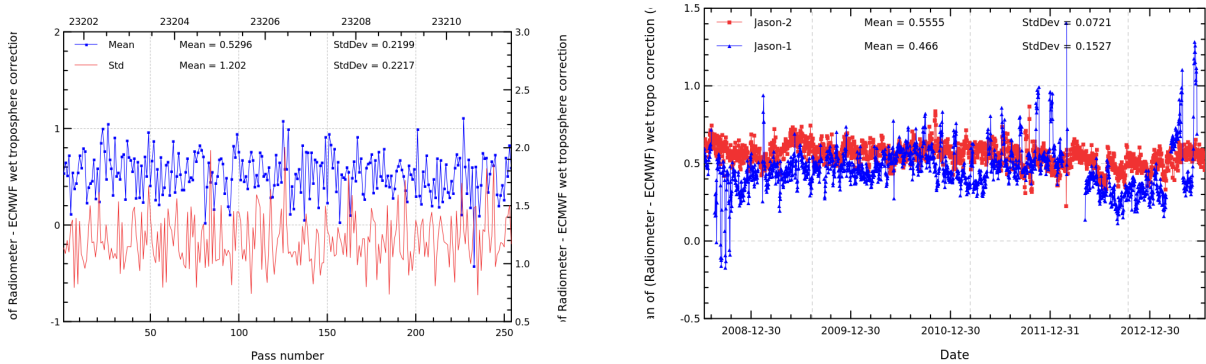 23202 23204 23206 23208 23210
of Radiometer - ECMWF wet troposphere correction
2
1
0
-1
Mean Mean = 0.5296 StdDev = 0.2199
Std Mean = 1.202 StdDev = 0.2217
3.0
2.5
2.0
1.5
1.0
0.5
of Radiometer - ECMWF wet troposphere correction
50 100 150 200 250
Pass number
an of (Radiometer - ECMWF) wet tropo correction (
1.5
1.0
0.5
0.0
-0.5
Jason-2 Mean = 0.5555 StdDev = 0.0721
Jason-1 Mean = 0.466 StdDev = 0.1527
2008-12-30 2009-12-30 2010-12-30 2011-12-31 2012-12-30
Date